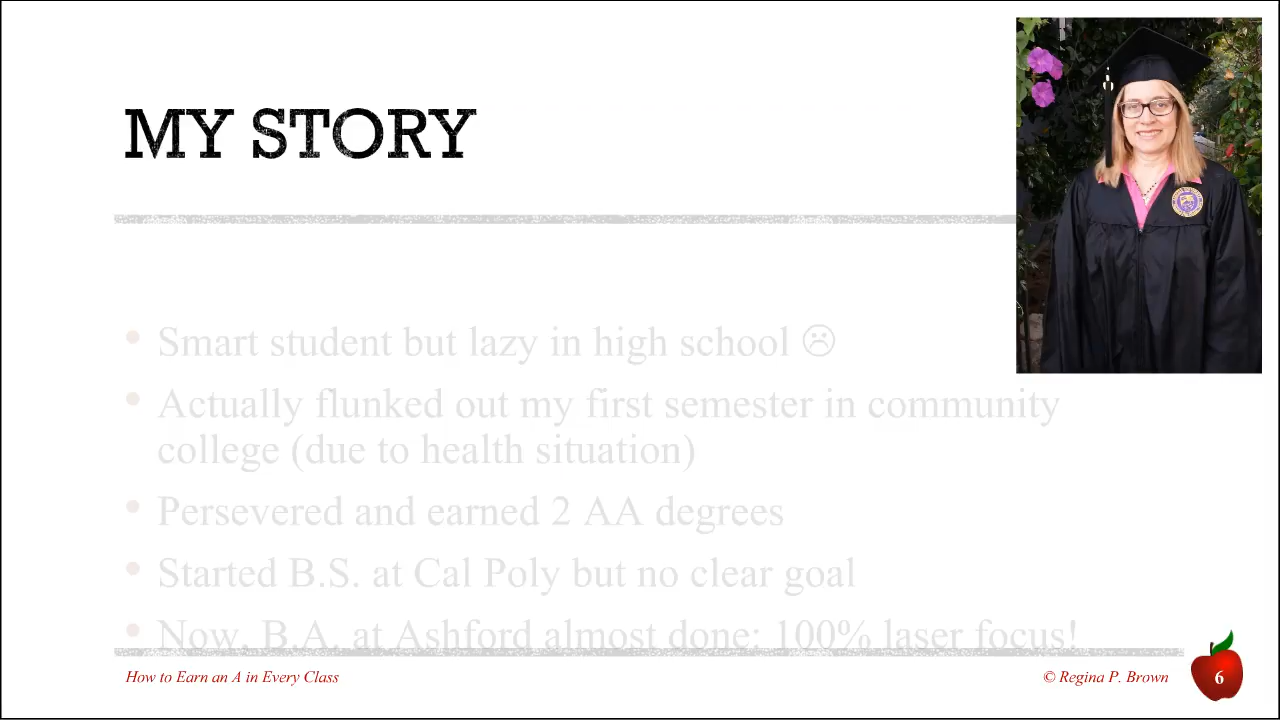 MY STORY
• Smart student but lazy in high school ☹
• Actually flunked out my first semester in community
college (due to health situation)
• Persevered and earned 2 AA degrees
• Started B.S. at Cal Poly but no clear goal
• Now, B.A. at Ashford almost done: 100% laser focus!
How to Earn an A in Every Class
© Regina P. Brown
6